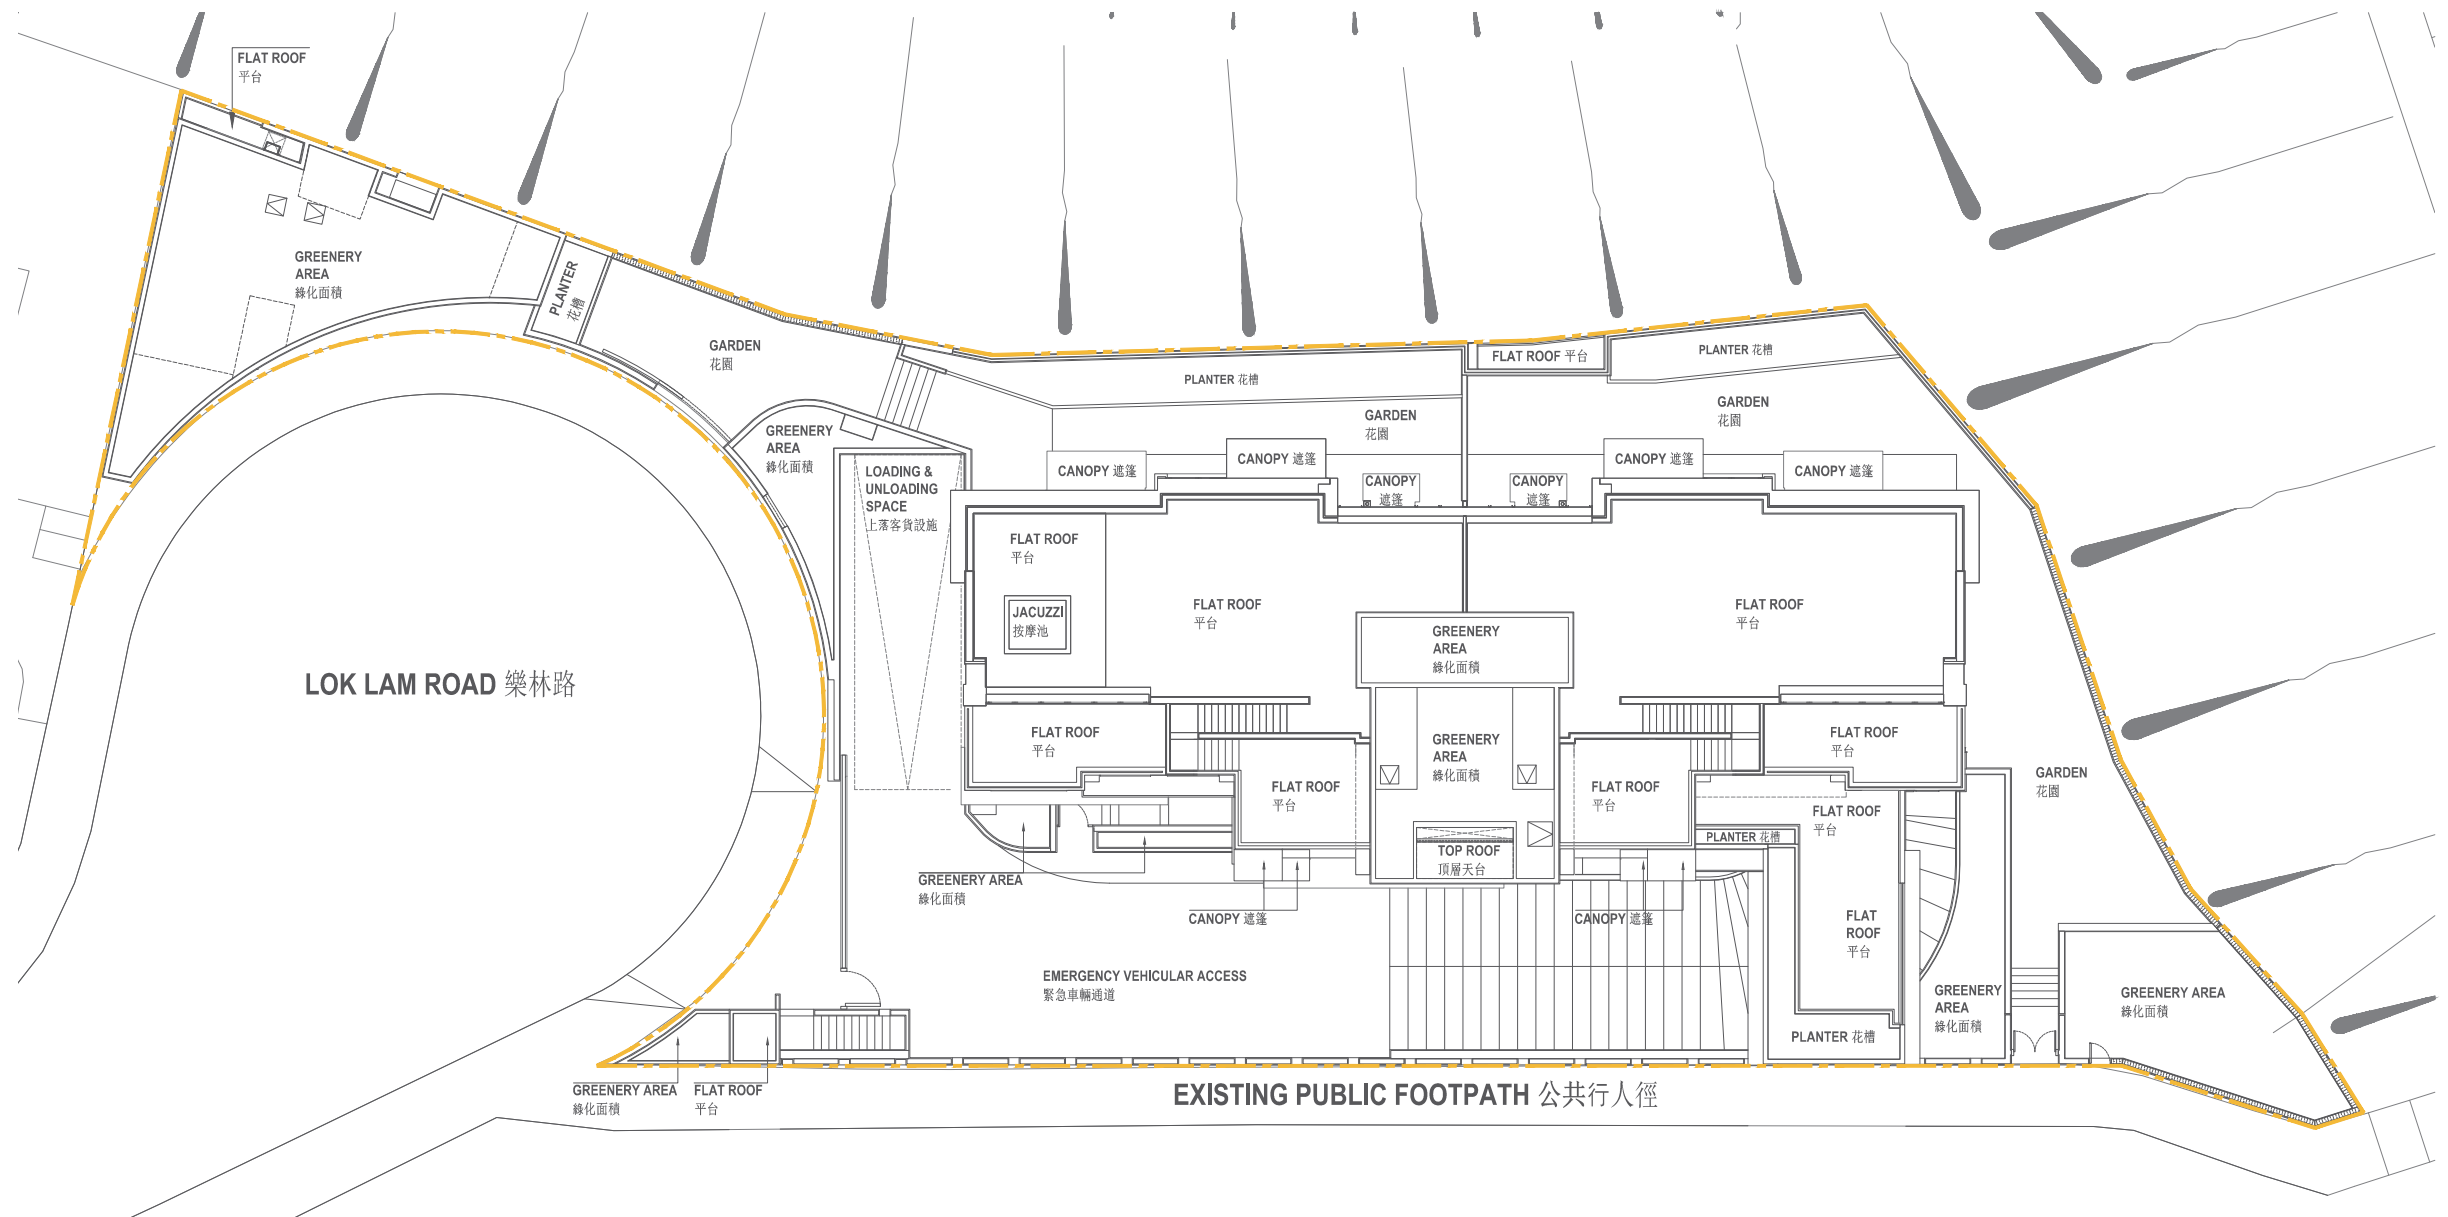 FLAT ROOF
平台
GREENERY
AREA
綠化面積
PLANTER
花槽
GARDEN
花園
GREENERY
AREA
綠化面積
LOADING &
UNLOADING
SPACE
上落客貨設施
PLANTER 花槽
GARDEN
花園
FLAT ROOF 平台
PLANTER 花槽
GARDEN
花園
CANOPY 遮篷
CANOPY 遮篷
CANOPY
遮篷
CANOPY
遮篷
CANOPY 遮篷
CANOPY 遮篷
FLAT ROOF
平台
JACUZZI
按摩池
FLAT ROOF
平台
GREENERY
AREA
綠化面積
FLAT ROOF
平台
LOK LAM ROAD 樂林路
FLAT ROOF
平台
FLAT ROOF
平台
GREENERY
AREA
綠化面積
FLAT ROOF
平台
FLAT ROOF
平台
GARDEN
花園
FLAT ROOF
平台
PLANTER 花槽
TOP ROOF
頂層天台
GREENERY AREA
綠化面積
CANOPY 遮篷
CANOPY 遮篷
FLAT
ROOF
平台
EMERGENCY VEHICULAR ACCESS
緊急車輛通道
GREENERY
AREA
綠化面積
GREENERY AREA
綠化面積
PLANTER 花槽
GREENERY AREA
綠化面積
FLAT ROOF
平台
EXISTING PUBLIC FOOTPATH 公共行人徑